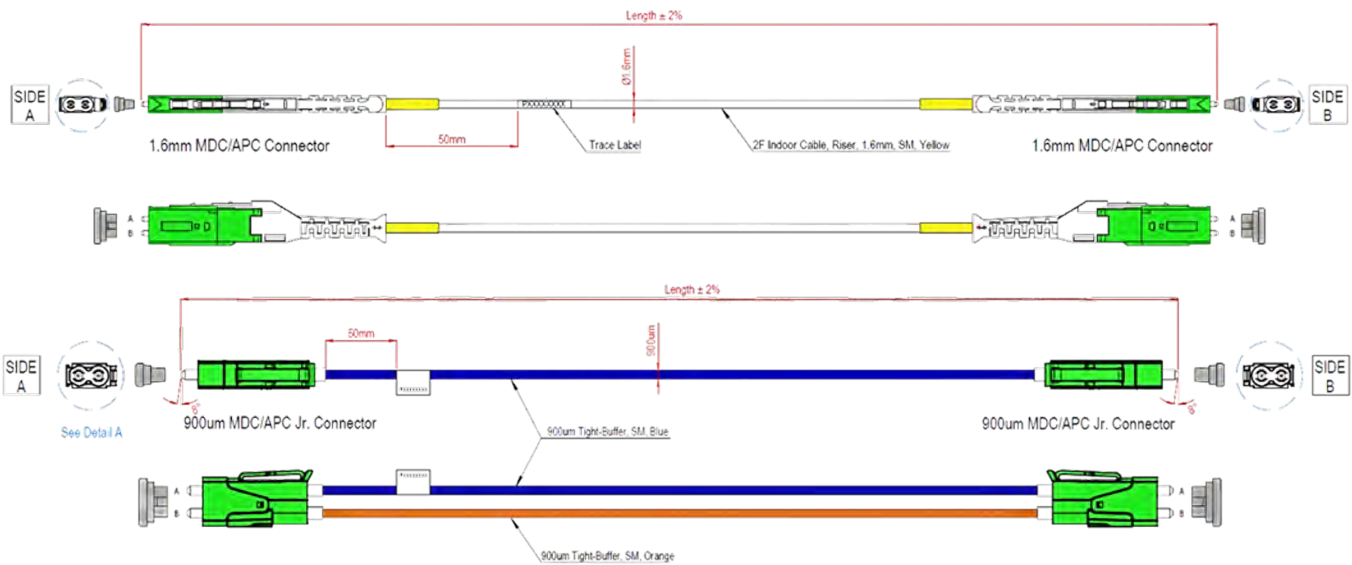 Length ± 2%
Ø1.6mm
SIDE
A
PXXXXXXXX
SIDE
B
50mm
1.6mm MDC/APC Connector
Trace Label
2F Indoor Cable, Riser, 1.6mm, SM, Yellow
1.6mm MDC/APC Connector
A
B
A
B
Length ± 2%
50mm
900um
SIDE
A
SIDE
B
8°
8°
See Detail A
900um MDC/APC Jr. Connector
900um Tight-Buffer, SM, Blue
900um MDC/APC Jr. Connector
A
B
A
B
900um Tight-Buffer, SM, Orange